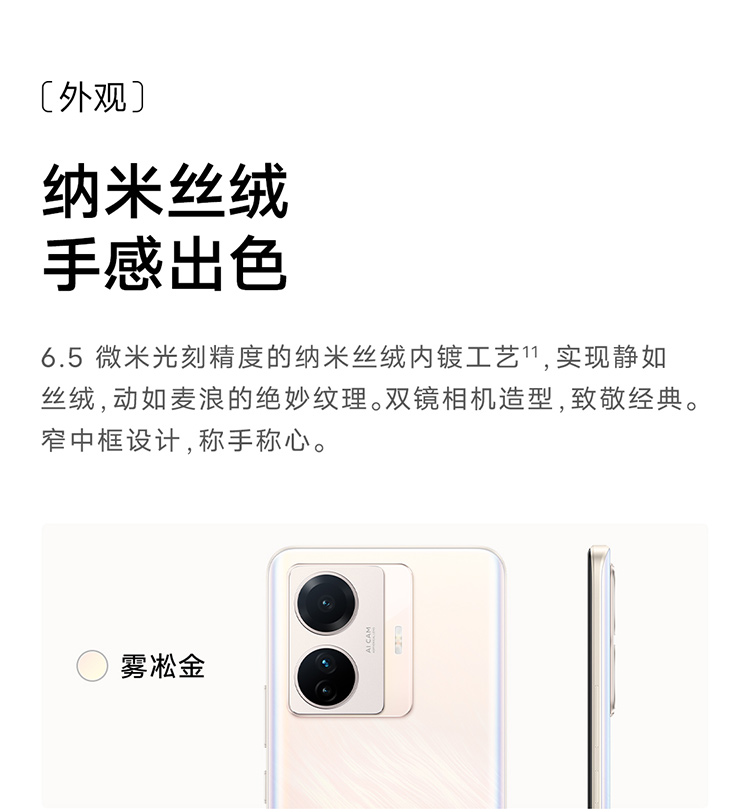 〔外观〕
纳米丝绒
手感出色
6.5 微米光刻精度的纳米丝绒内镀工艺¹¹,实现静如
丝绒,动如麦浪的绝妙纹理。双镜相机造型,致敬经典。
窄中框设计,称手称心。
AI CAM
雾凇金